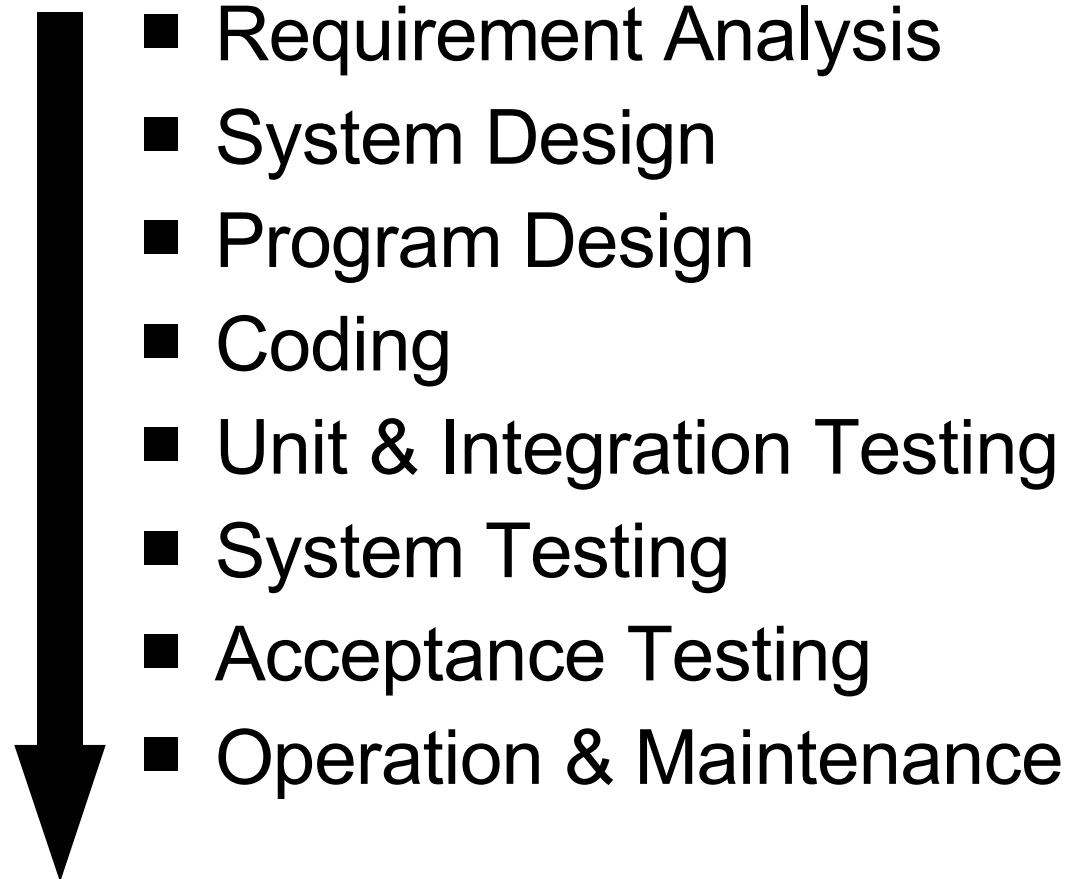 Requirement Analysis
System Design
Program Design
Coding
Unit & Integration Testing
System Testing
Acceptance Testing
Operation & Maintenance